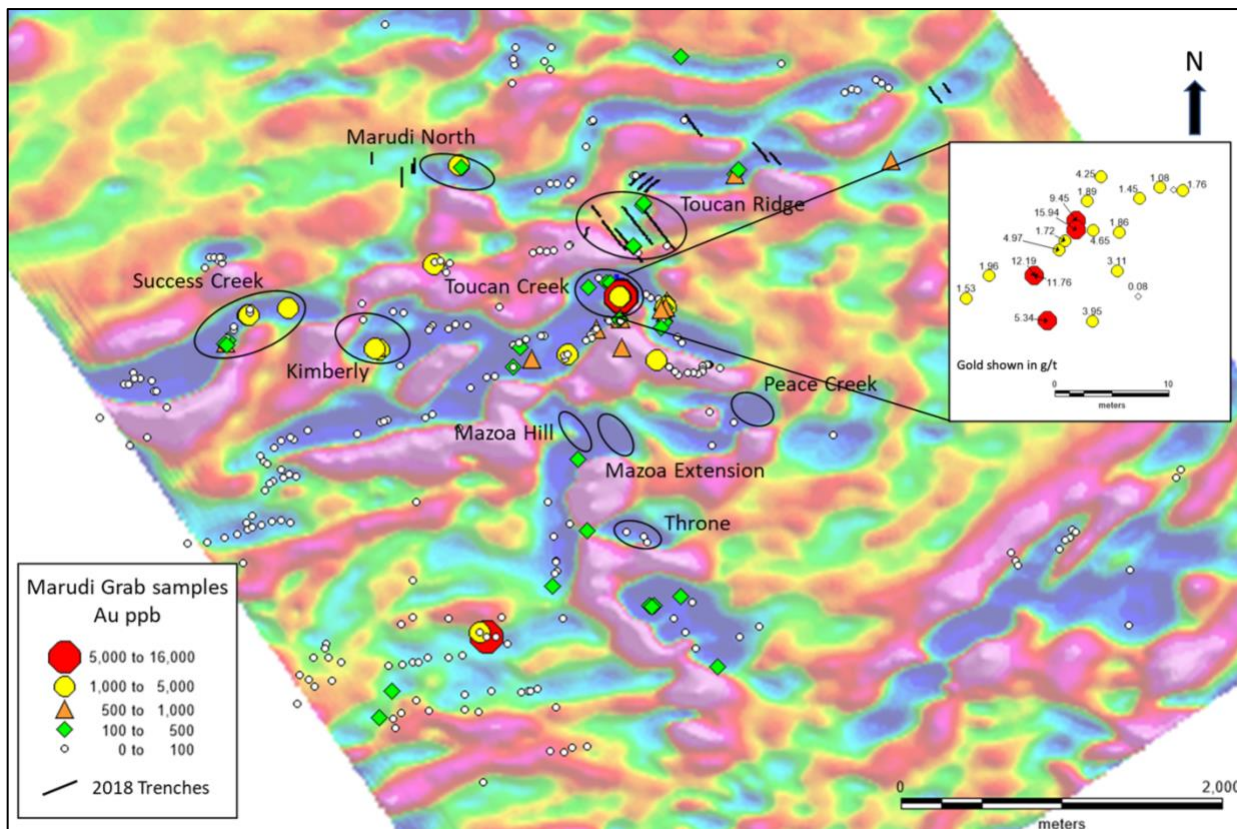 N
Marudi North
Toucan Ridge
Success Creek
Toucan Creek
Kimberly
Peace Creek
Mazoa Hill
Mazoa Extension
Throne
4.25
1.08
1.76
1.89
1.45
9.45
15.94
1.86
1.72
4.65
4.97
3.11
12.19
1.96
11.76
0.08
1.53
5.34
3.95
Gold shown in g/t
0 10
meters
Marudi Grab samples
Au ppb
5,000 to 16,000
1,000 to 5,000
500 to 1,000
100 to 500
0 to 100
2018 Trenches
0 2,000
meters